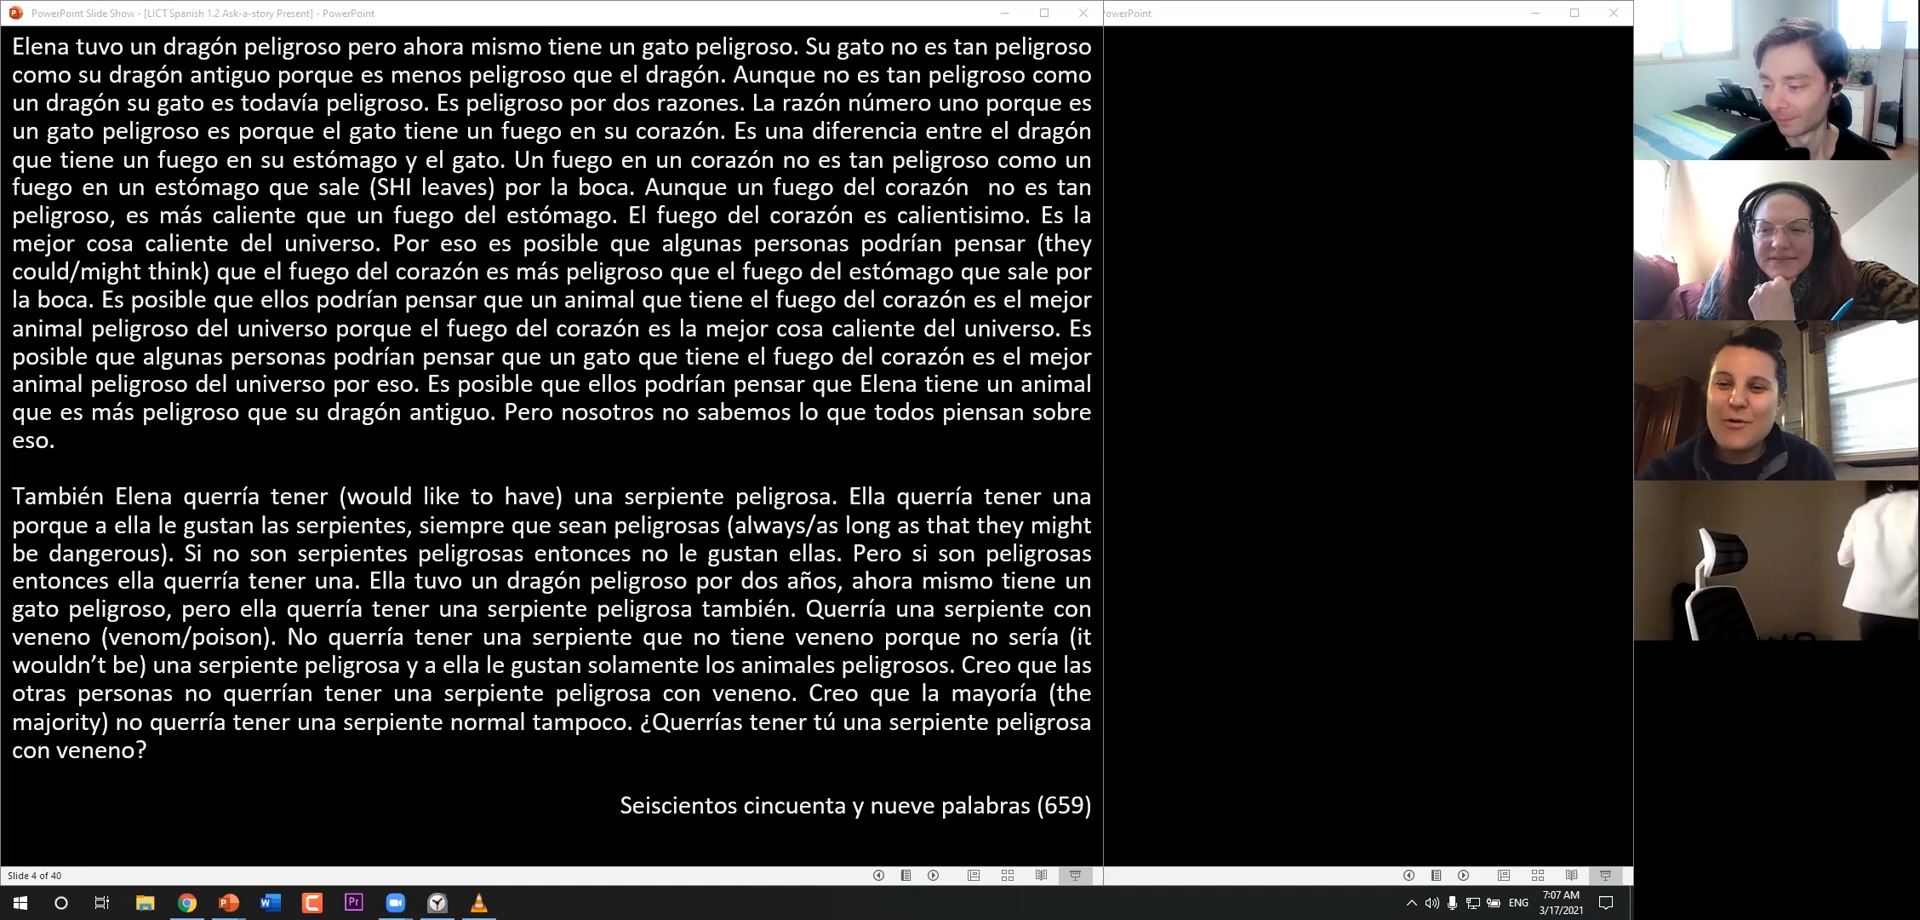 PowerPoint Slide Show - [LICT Spanish 1.2 Ask-a-story Present] - PowerPoint
owerPoint
Elena tuvo un dragón peligroso pero ahora mismo tiene un gato peligroso. Su gato no es tan peligroso
como su dragón antiguo porque es menos peligroso que el dragón. Aunque no es tan peligroso como
un dragón su gato es todavía peligroso. Es peligroso por dos razones. La razón número uno porque es
un gato peligroso es porque el gato tiene un fuego en su corazón. Es una diferencia entre el dragón
que tiene un fuego en su estómago y el gato. Un fuego en un corazón no es tan peligroso como un
fuego en un estómago que sale (SHI leaves) por la boca. Aunque un fuego del corazón no es tan
peligroso, es más caliente que un fuego del estómago. El fuego del corazón es calientisimo. Es la
mejor cosa caliente del universo. Por eso es posible que algunas personas podrían pensar (they
could/might think) que el fuego del corazón es más peligroso que el fuego del estómago que sale por
la boca. Es posible que ellos podrían pensar que un animal que tiene el fuego del corazón es el mejor
animal peligroso del universo porque el fuego del corazón es la mejor cosa caliente del universo. Es
posible que algunas personas podrían pensar que un gato que tiene el fuego del corazón es el mejor
animal peligroso del universo por eso. Es posible que ellos podrían pensar que Elena tiene un animal
que es más peligroso que su dragón antiguo. Pero nosotros no sabemos lo que todos piensan sobre
eso.
También Elena querría tener (would like to have) una serpiente peligrosa. Ella querría tener una
porque a ella le gustan las serpientes, siempre que sean peligrosas (always/as long as that they might
be dangerous). Si no son serpientes peligrosas entonces no le gustan ellas. Pero si son peligrosas
entonces ella querría tener una. Ella tuvo un dragón peligroso por dos años, ahora mismo tiene un
gato peligroso, pero ella querría tener una serpiente peligrosa también. Querría una serpiente con
veneno (venom/poison). No querría tener una serpiente que no tiene veneno porque no sería (it
wouldn't be) una serpiente peligrosa y a ella le gustan solamente los animales peligrosos. Creo que las
otras personas no querrían tener una serpiente peligrosa con veneno. Creo que la mayoría (the
majority) no querría tener una serpiente normal tampoco. ¿Querrías tener tú una serpiente peligrosa
con veneno?
Seiscientos cincuenta y nueve palabras (659)
Slide 4 of 40
ENG
7:07 AM
3/17/2021